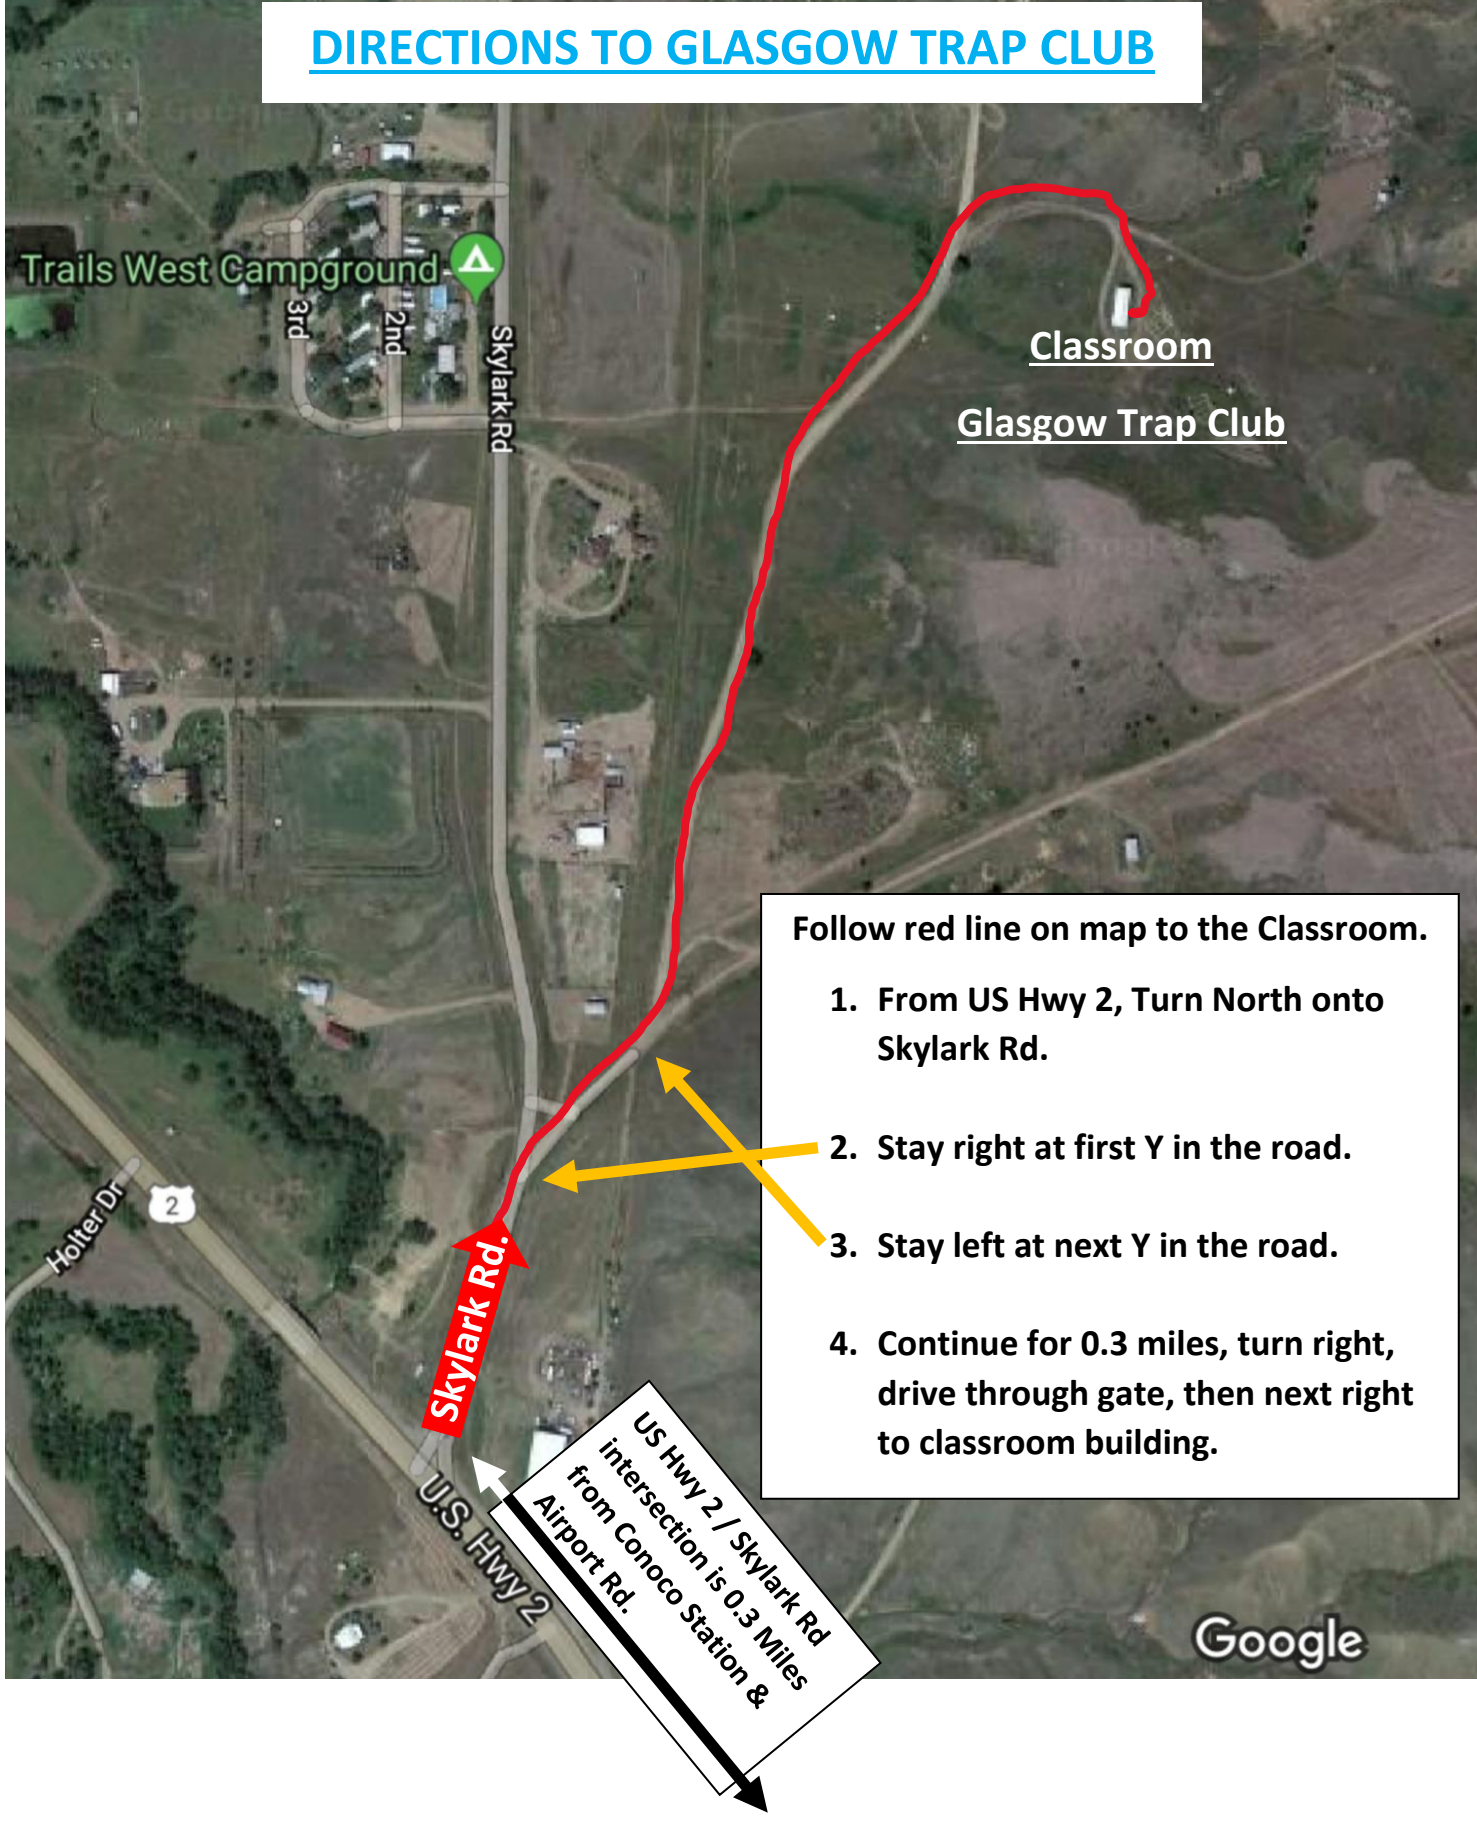 DIRECTIONS TO GLASGOW TRAP CLUB
Trails West Campground
3rd
2nd
Skylark Rd
Classroom
Glasgow Trap Club
Follow red line on map to the Classroom.
1. From US Hwy 2, Turn North onto
Skylark Rd.
2. Stay right at first Y in the road.
3. Stay left at next Y in the road.
4. Continue for 0.3 miles, turn right,
drive through gate, then next right
to classroom building.
Holter Dr
2
Skylark Rd.
U.S. Hwy 2
US Hwy 2 / Skylark Rd
intersection is 0.3 Miles
from Conoco Station &
Airport Rd.
Google